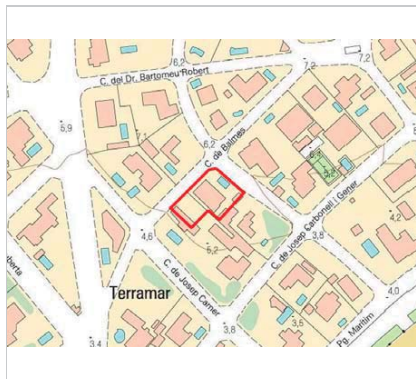 6,2
7,2
C. del Dr. Bartomeu Robert
7,2
5,9
7,1
6,2
C. de Balmes
6,4
5,2
4,6
5,2
C. de Josep Carbonell i Gener
3,8
4,2
C. de Josep Carner
Terramar
4,0
3,8
3,5
3,4
Pg. Marítim